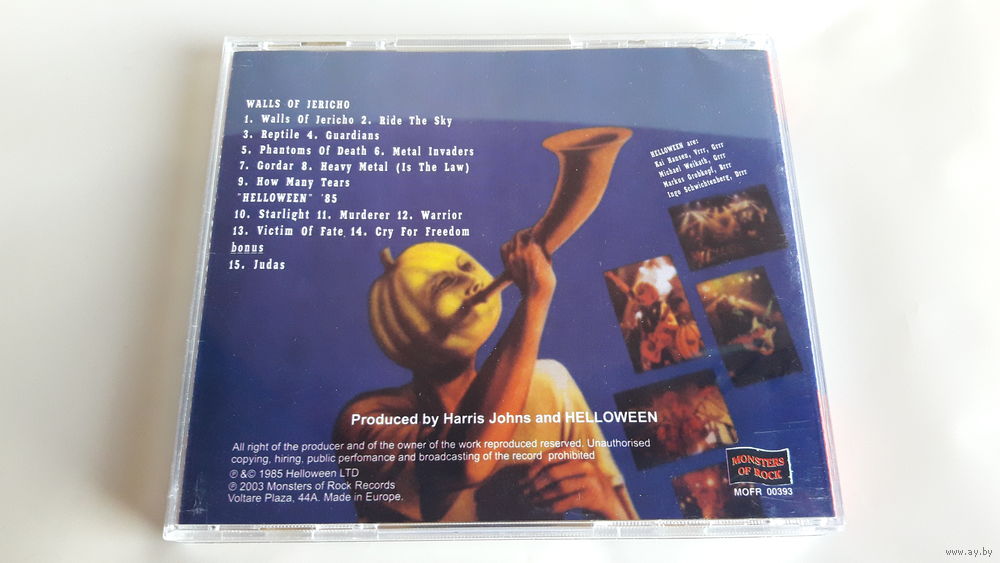 WALLS OF JERICHO
1. Walls Of Jericho 2. Ride The Sky
3. Reptile 4. Guardians
5. Phantoms Of Death 6. Metal Invaders
7. Gordar 8. Heavy Metal (Is The Law)
9. How Many Tears
"HELLOWEEN" '85
10. Starlight 11. Murderer 12. Warrior
13. Victim Of Fate 14. Cry For Freedom
bonus
15. Judas
HELLOWEEN are:
Kai Hansen, Vrrr, Grrr
Michael Weikath, Grrr
Markus Grobkopf, Brrr
Ingo Schwichtenberg, Drrr
Produced by Harris Johns and HELLOWEEN
All right of the producer and of the owner of the work reproduced reserved. Unauthorised
copying, hiring, public perfomance and broadcasting of the record prohibited
℗ &© 1985 Helloween LTD
℗ 2003 Monsters of Rock Records
Voltare Plaza, 44A. Made in Europe.
MONSTERS
OF ROCK
MOFR 00393
www.ay.by